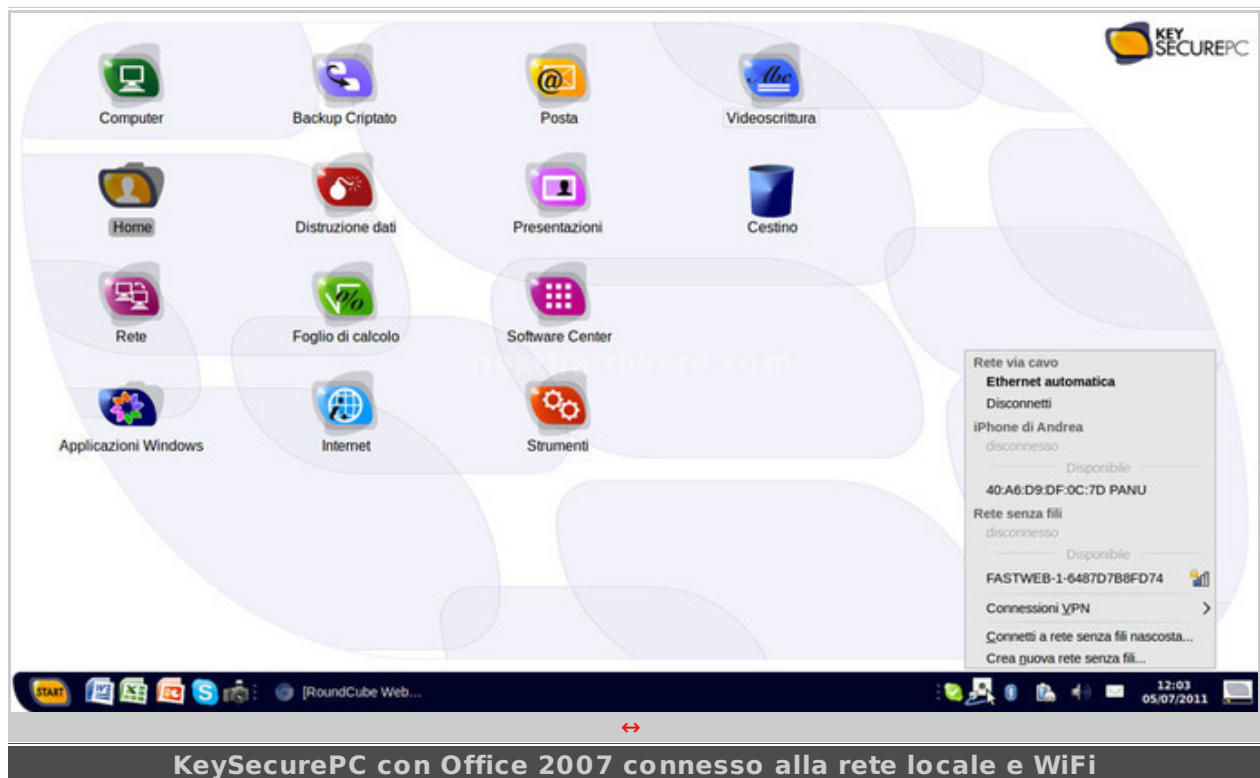 KEY
SECUREPC
Computer
Backup Criptato
Posta
Abc
Videoscrittura
Home
Distruzione dati
Presentazioni
Cestino
Rete
√%
Foglio di calcolo
Software Center
nexthardware.com
Applicazioni Windows
Internet
Strumenti
Rete via cavo
Ethernet automatica
Disconnetti
iPhone di Andrea
disconnesso
Disponibile
40:A6:D9:DF:0C:7D PANU
Rete senza fili
disconnesso
Disponibile
FASTWEB-1-6487D7B8FD74
Connessioni VPN
Connetti a rete senza fili nascosta...
Crea nuova rete senza fili...
START
[RoundCube Web...
12:03
05/07/2011
KeySecurePC con Office 2007 connesso alla rete locale e WiFi